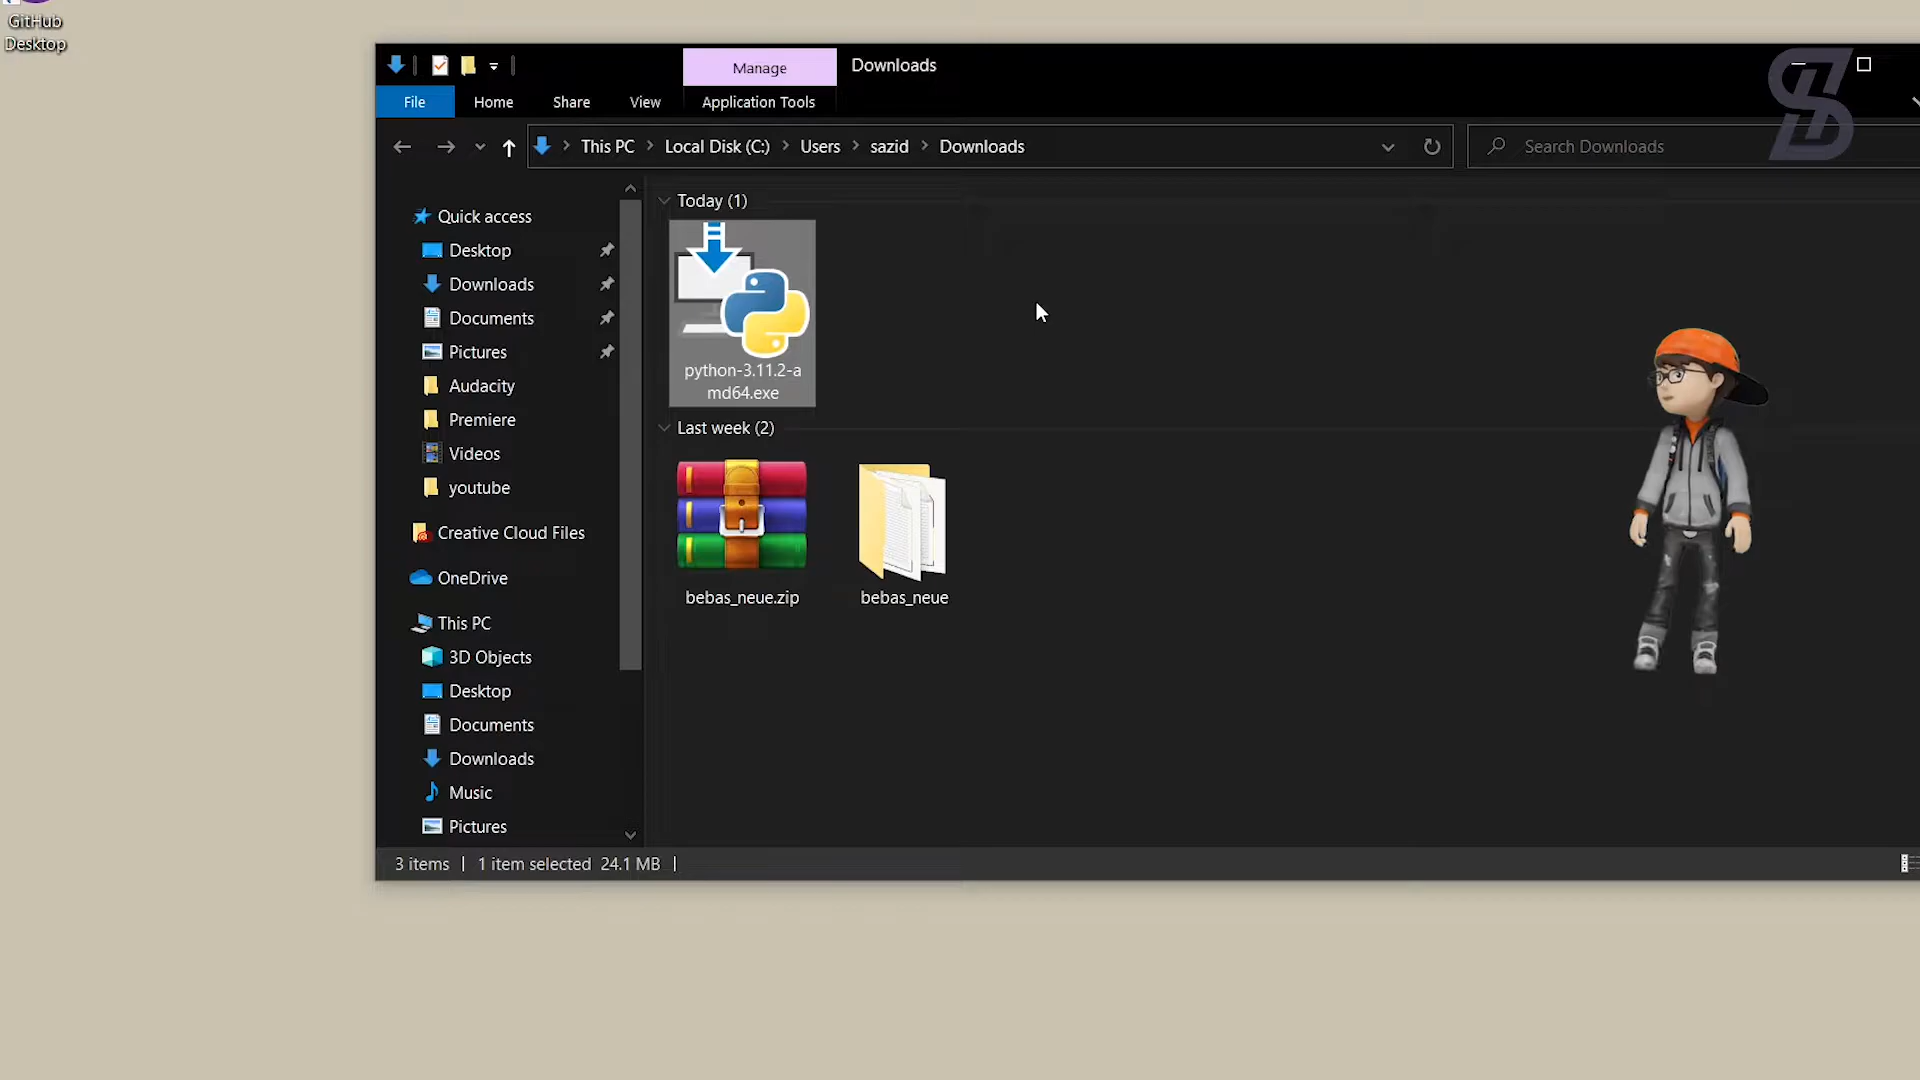 GitHub
Desktop
Manage
Downloads
File
Home
Share
View
Application Tools
This PC
Local Disk (C:)
Users
sazid
Downloads
Search Downloads
Quick access
Desktop
Downloads
Documents
Pictures
Audacity
Premiere
Videos
youtube
Creative Cloud Files
OneDrive
This PC
3D Objects
Desktop
Documents
Downloads
Music
Pictures
Today (1)
python-3.11.2-a
md64.exe
Last week (2)
bebas_neue.zip
bebas_neue
3 items
1 item selected 24.1 MB